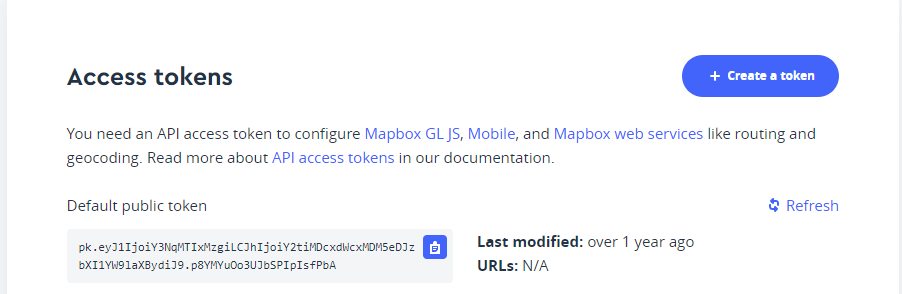 Access tokens
+ Create a token
You need an API access token to configure Mapbox GL JS, Mobile, and Mapbox web services like routing and
geocoding. Read more about API access tokens in our documentation.
Default public token
Refresh
pk.eyJ1IjoiY3NqMTIxMzgiLCJhIjoiY2tiMDcxdWcxMDM5eDJz
bXI1YW9laXBydiJ9.p8YMYuOo3UJbSPIpIsfPbA
Last modified: over 1 year ago
URLs: N/A